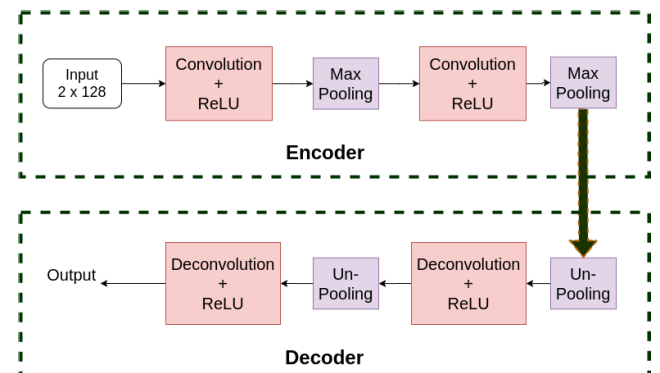 Input
2 x 128
Convolution
+
ReLU
Max
Pooling
Convolution
+
ReLU
Max
Pooling
Encoder
Output
Deconvolution
+
ReLU
Un-
Pooling
Deconvolution
+
ReLU
Un-
Pooling
Decoder